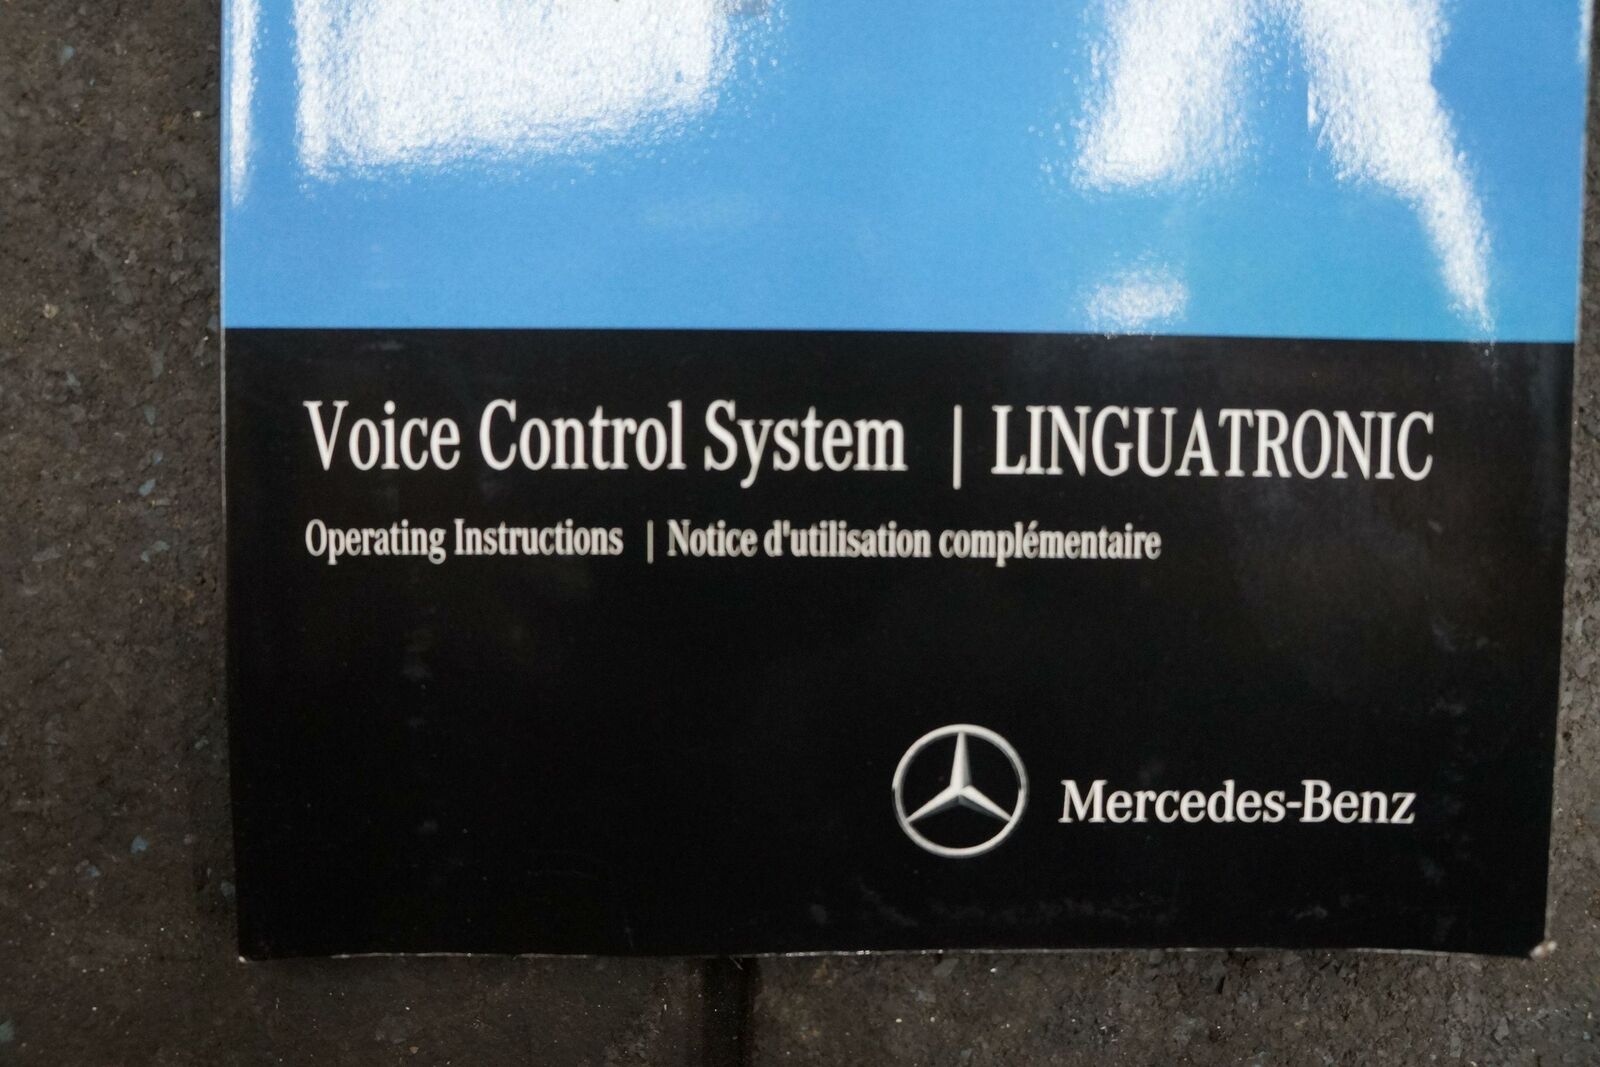 Voice Control System | LINGUATRONIC
Operating Instructions | Notice d'utilisation complémentaire
Mercedes-Benz